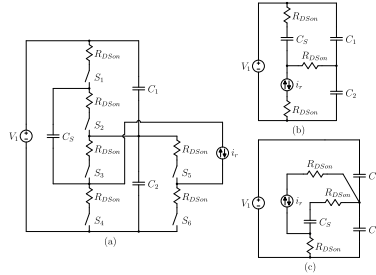 R_{DSon}
S_1
C_1
R_{DSon}
V_1
C_S
S_2
R_{DSon}
R_{DSon}
i_r
S_3
C_2
S_5
R_{DSon}
S_4
S_6
(a)
R_{DSon}
C_S
C_1
V_1
R_{DSon}
i_r
C_2
R_{DSon}
(b)
R_{DSon}
C
V_1
i_r
R_{DSon}
C_S
C
R_{DSon}
(c)